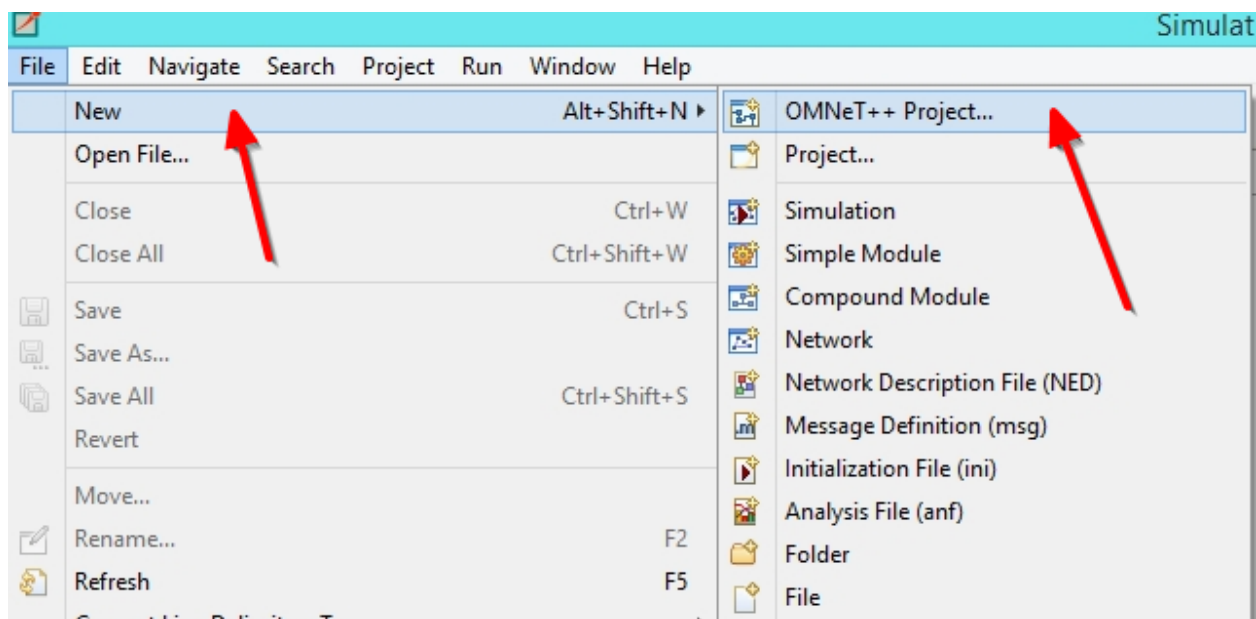 Simulat
File Edit Navigate Search Project Run Window Help
New Alt+Shift+N
Open File...
Close Ctrl+W
Close All Ctrl+Shift+W
Save Ctrl+S
Save As...
Save All Ctrl+Shift+S
Revert
Move...
Rename... F2
Refresh F5
OMNeT++ Project...
Project...
Simulation
Simple Module
Compound Module
Network
Network Description File (NED)
Message Definition (msg)
Initialization File (ini)
Analysis File (anf)
Folder
File